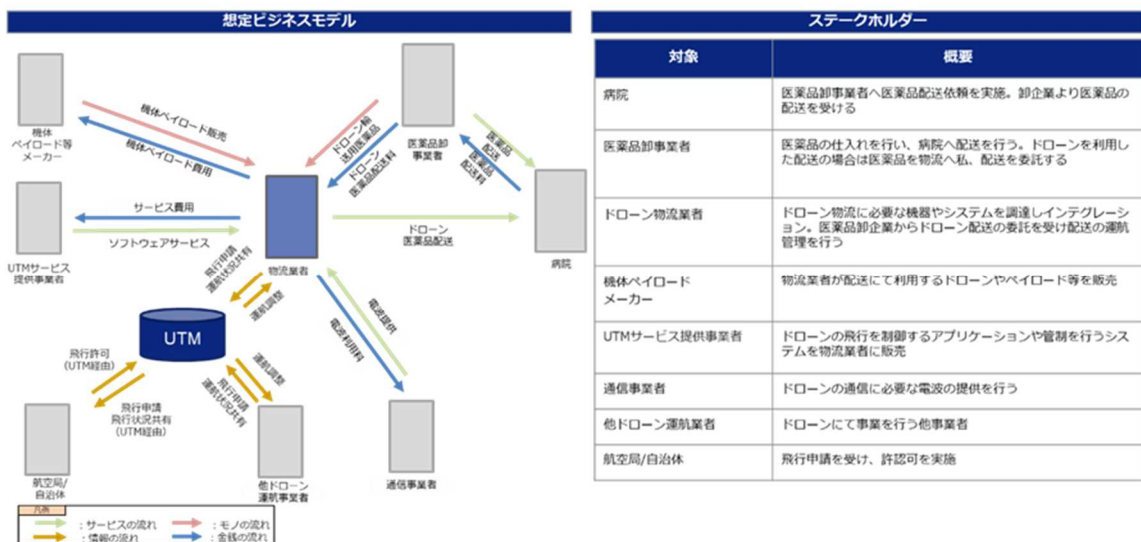 想定ビジネスモデル
機体
ペイロード等
メーカー
機体ペイロード販売
機体ペイロード費用
ドローン輸
送用医薬品
ドローン
医薬品配送料
医薬品卸
事業者
医薬品
配送
医薬品
配送料
病院
サービス費用
ソフトウェアサービス
UTMサービス
提供事業者
物流業者
ドローン
医薬品配送
飛行申請
運航状況共有
運航調整
UTM
電波提供
電波利用料
飛行許可
(UTM経由)
飛行申請
飛行状況共有
(UTM経由)
運航調整
飛行申請
運航状況共有
航空局/
自治体
他ドローン
運航事業者
通信事業者
凡例
:サービスの流れ
:モノの流れ
:情報の流れ
:金銭の流れ
ステークホルダー
対象
概要
病院
医薬品卸事業者へ医薬品配送依頼を実施。卸企業より医薬品の
配送を受ける
医薬品卸事業者
医薬品の仕入れを行い、病院へ配送を行う。ドローンを利用し
た配送の場合は医薬品を物流へ私、配送を委託する
ドローン物流業者
ドローン物流に必要な機器やシステムを調達しインテグレー
ション。医薬品卸企業からドローン配送の委託を受け配送の運航
管理を行う
機体ペイロード
メーカー
物流業者が配送にて利用するドローンやペイロード等を販売
UTMサービス提供事業者
ドローンの飛行を制御するアプリケーションや管制を行うシス
テムを物流業者に販売
通信事業者
ドローンの通信に必要な電波の提供を行う
他ドローン運航業者
ドローンにて事業を行う他事業者
航空局/自治体
飛行申請を受け、許認可を実施